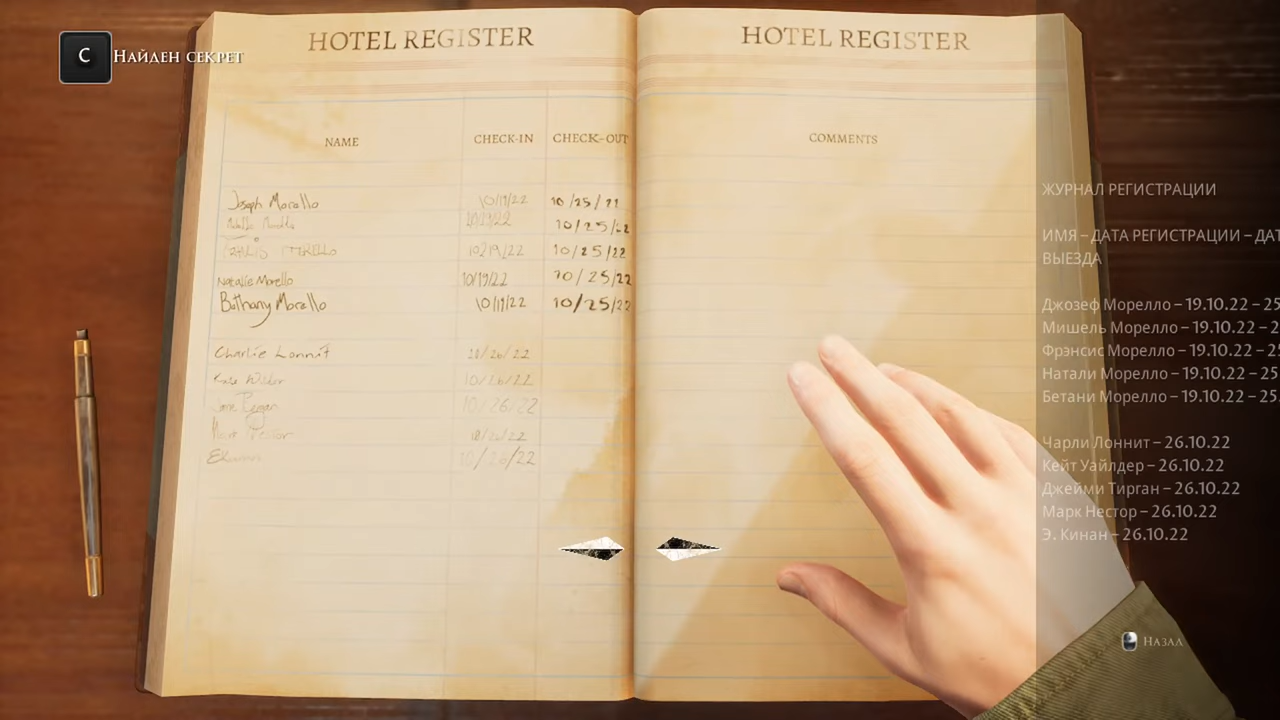 C Найден секрет
HOTEL REGISTER
HOTEL REGISTER
NAME CHECK-IN CHECK-OUT COMMENTS
Joseph Morello 10/19/22 10/25/
10/25/22
MORELLO 10/19/22 10/25/22
Natalie Morello 10/19/22 10/25/22
Bethany Morello 10/19/22 10/25/22
Charlie Lonnit 10/26/22
Kate Wilder 10/26/22
10/26/22
10/26/22
10/26/22
ЖУРНАЛ РЕГИСТРАЦИИ
ИМЯ – ДАТА РЕГИСТРАЦИИ – ДАТ
ВЫЕЗДА
Джозеф Морелло – 19.10.22 – 25
Мишель Морелло – 19.10.22 – 2
Фрэнсис Морелло – 19.10.22 – 25
Натали Морелло – 19.10.22 – 25
Бетани Морелло – 19.10.22 – 25.
Чарли Лоннит – 26.10.22
Кейт Уайлдер – 26.10.22
Джейми Тирган – 26.10.22
Марк Нестор – 26.10.22
Э. Кинан – 26.10.22
Назад